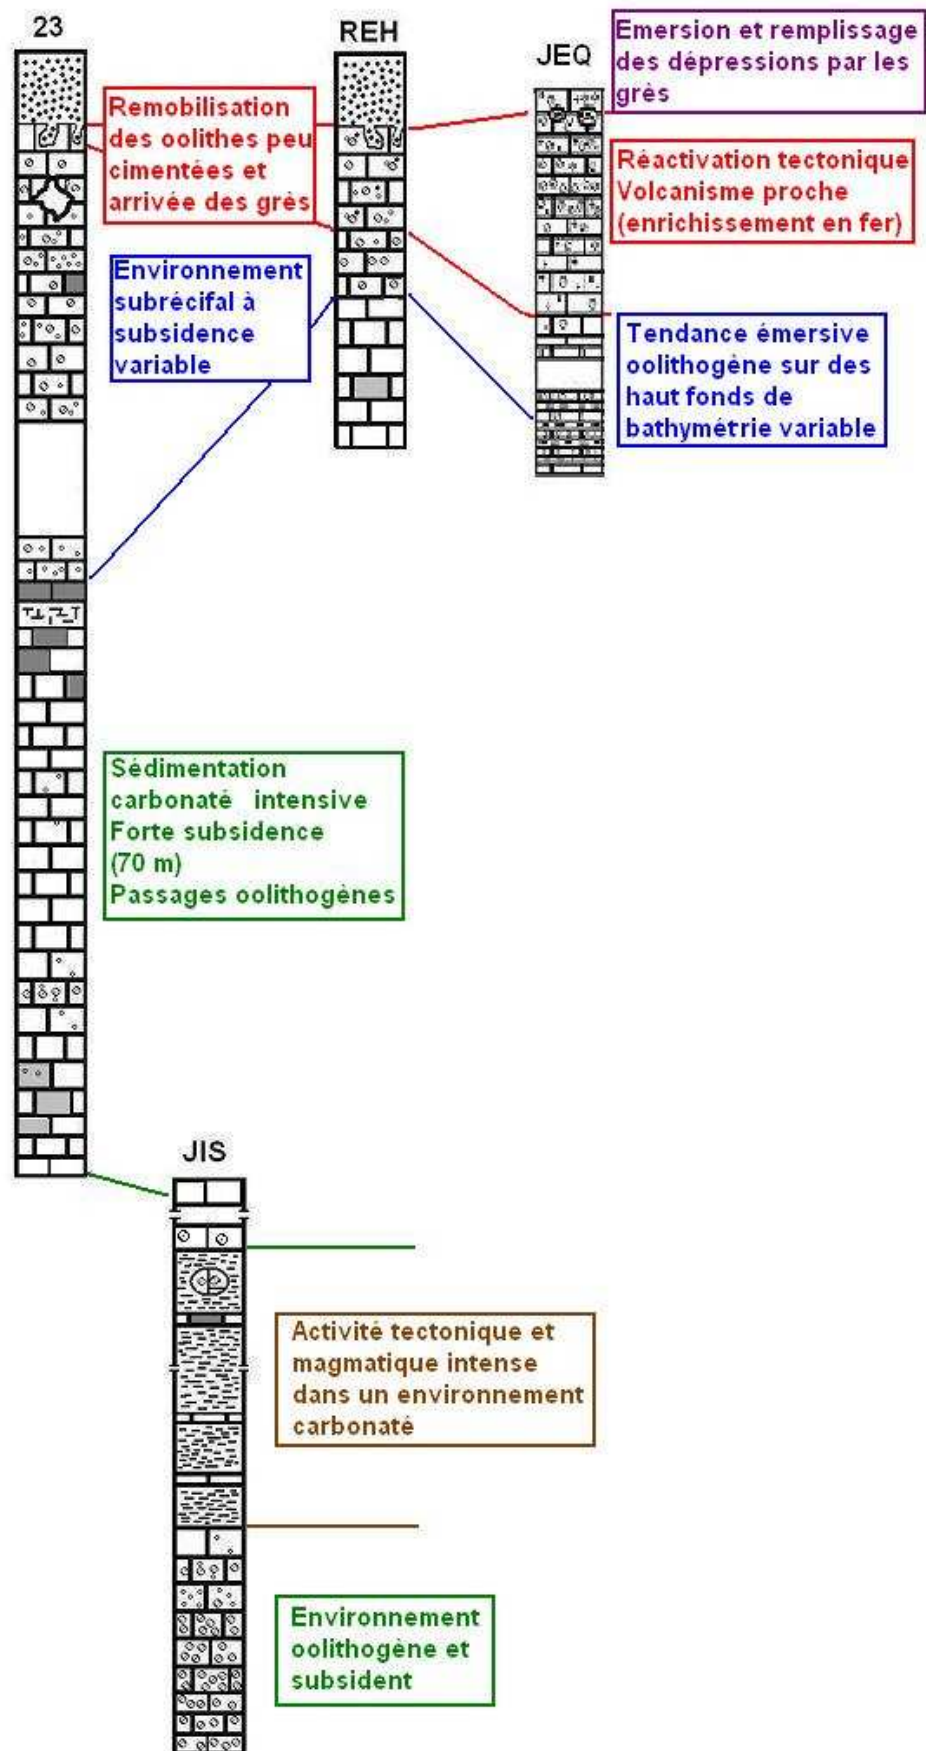 23
REH
JEQ
Emersion et remplissage
des dépressions par les
grès
Remobilisation
des oolithes peu
cimentées et
arrivée des grès
Réactivation tectonique
Volcanisme proche
(enrichissement en fer)
Environnement
subrécifal à
subsidence
variable
Tendance émersive
oolithogène sur des
haut fonds de
bathymétrie variable
Sédimentation
carbonaté intensive
Forte subsidence
(70 m)
Passages oolithogènes
JIS
Activité tectonique et
magmatique intense
dans un environnement
carbonaté
Environnement
oolithogène et
subsident